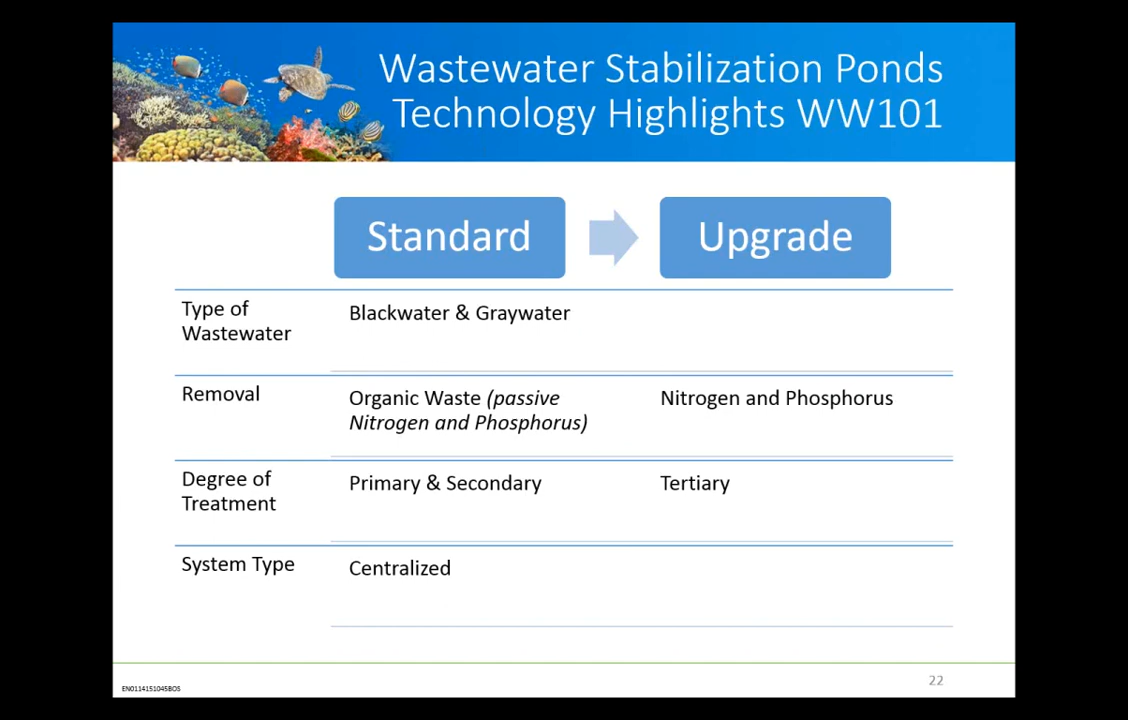 Wastewater Stabilization Ponds
Technology Highlights WW101
Standard
Upgrade
Type of
Wastewater
Blackwater & Graywater
Removal
Organic Waste (passive
Nitrogen and Phosphorus)
Nitrogen and Phosphorus
Degree of
Treatment
Primary & Secondary
Tertiary
System Type
Centralized
EN0114151045BOS
22